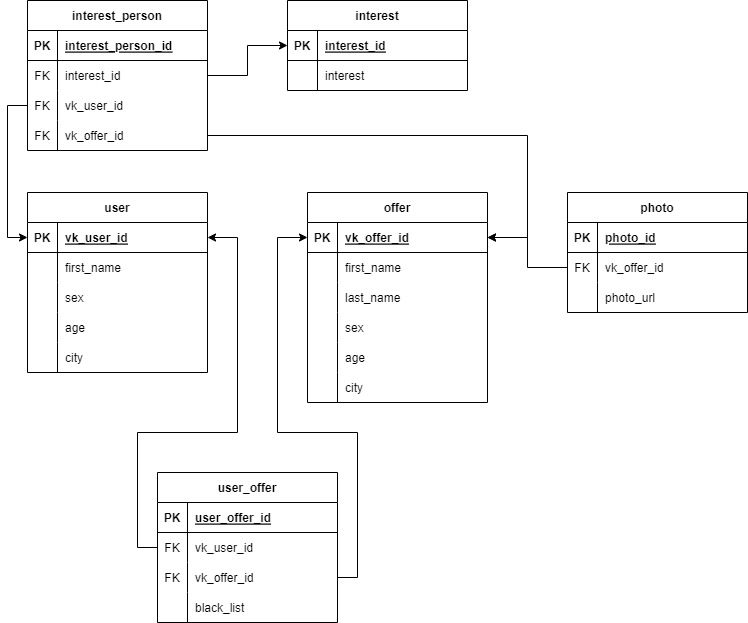 interest_person
PK interest_person_id
FK interest_id
FK vk_user_id
FK vk_offer_id
interest
PK interest_id
interest
user
PK vk_user_id
first_name
sex
age
city
offer
PK vk_offer_id
first_name
last_name
sex
age
city
photo
PK photo_id
FK vk_offer_id
photo_url
user_offer
PK user_offer_id
FK vk_user_id
FK vk_offer_id
black_list